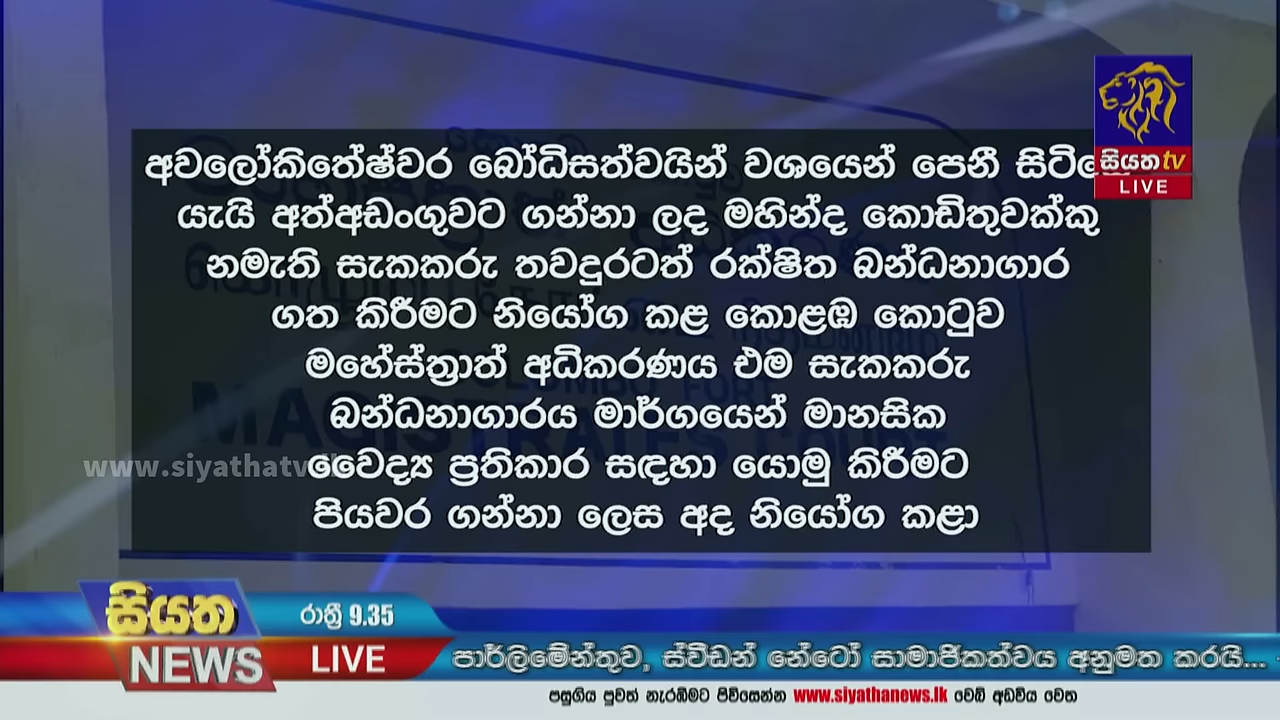 අවලෝකිතේෂ්වර බෝධිසත්වයින් වශයෙන් පෙනී
යැයි අත්අඩංගුවට ගන්නා ලද මහින්ද කොඩිතුවක්කු
නමැති සැකකරු තවදුරටත් රක්ෂිත බන්ධනාගාර
ගත කිරීමට නියෝග කළ කොළඹ කොටුව
මහේස්ත්‍රාත් අධිකරණය එම සැකකරු
බන්ධනාගාරය මාර්ගයෙන් මානසික
වෛද්‍ය ප්‍රතිකාර සඳහා යොමු කිරීමට
පියවර ගන්නා ලෙස අද නියෝග කළා
සියත tv
LIVE
www.siyathatv.
MAGISTRATE'S COURT
සියත
NEWS
රාත්‍රී 9.35
LIVE
පාර්ලිමේන්තුව, ස්වීඩන් නේටෝ සාමාජිකත්වය අනුමත කරයි...
පසුගිය පුවත් නැරඹීමට පිවිසෙන්න www.siyathanews.lk වෙබ් අඩවිය වෙත